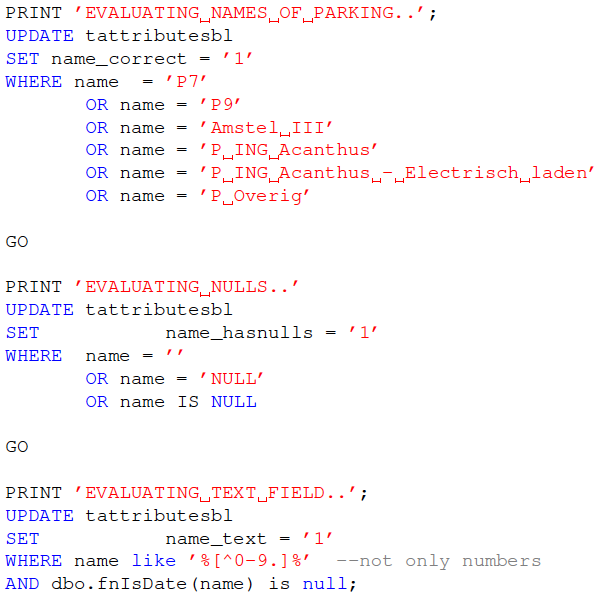 PRINT ’EVALUATING␣NAMES␣OF␣PARKING..’;
UPDATE tattributesbl
SET name_correct = ’1’
WHERE name  = ’P7’
       OR name = ’P9’
       OR name = ’Amstel␣III’
       OR name = ’P␣ING␣Acanthus’
       OR name = ’P␣ING␣Acanthus␣-␣Electrisch␣laden’
       OR name = ’P␣Overig’
GO
PRINT ’EVALUATING␣NULLS..’
UPDATE tattributesbl
SET           name_hasnulls = ’1’
WHERE  name = ’’
       OR name = ’NULL’
       OR name IS NULL
GO
PRINT ’EVALUATING␣TEXT␣FIELD..’;
UPDATE tattributesbl
SET           name_text = ’1’
WHERE name like ’%[^0-9.]%’  --not only numbers
AND dbo.fnIsDate(name) is null;